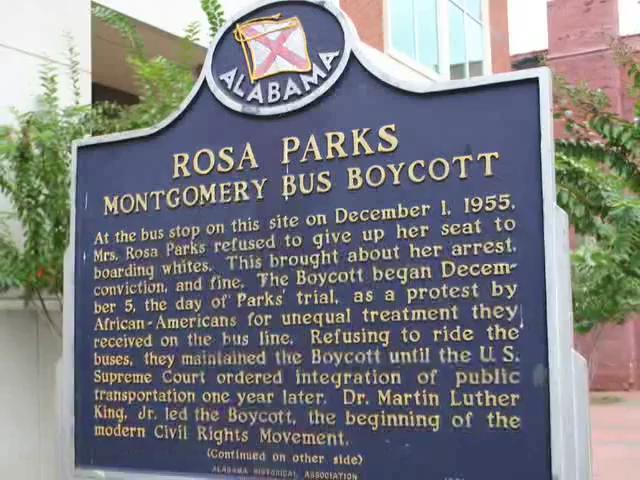 ALABAMA
ROSA PARKS
MONTGOMERY BUS BOYCOTT
At the bus stop on this site on December 1, 1955,
Mrs. Rosa Parks refused to give up her seat to
boarding whites. This brought about her arrest,
conviction, and fine. The Boycott began Decem-
ber 5, the day of Parks' trial, as a protest by
African-Americans for unequal treatment they
received on the bus line. Refusing to ride the
buses, they maintained the Boycott until the U.S.
Supreme Court ordered integration of public
transportation one year later. Dr. Martin Luther
King, Jr. led the Boycott, the beginning of the
modern Civil Rights Movement.
(Continued on other side)
ALABAMA HISTORICAL ASSOCIATION